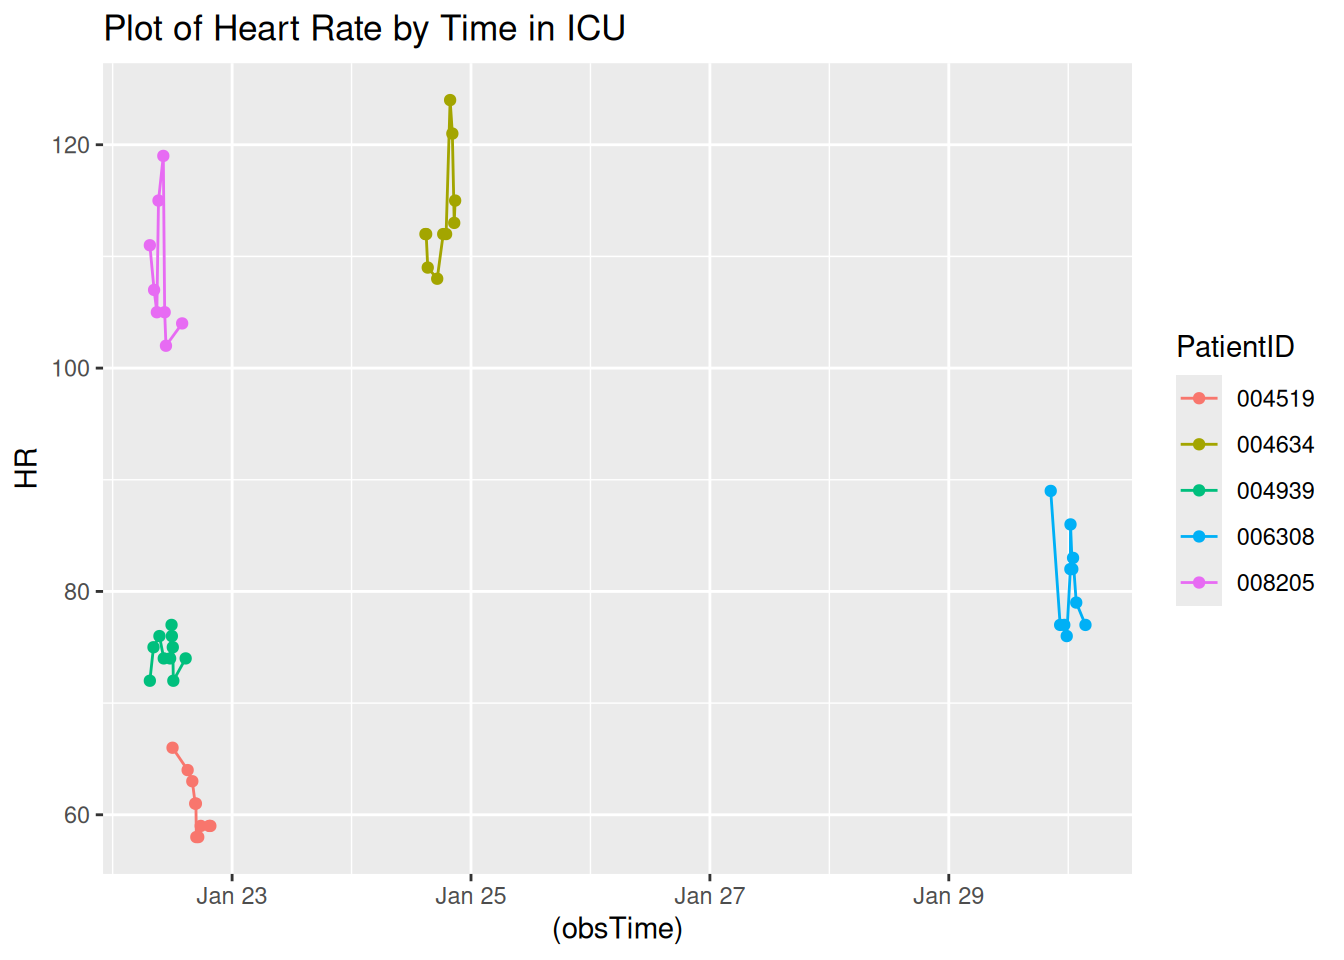 Plot of Heart Rate by Time in ICU
120
100
80
60
HR
Jan 23
Jan 25
Jan 27
Jan 29
(obsTime)
PatientID
004519
004634
004939
006308
008205